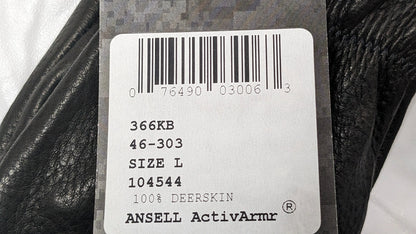 0 76490 03006 3
366KB
46-303
SIZE L
104544
100% DEERSKIN
ANSELL ActivArmr®